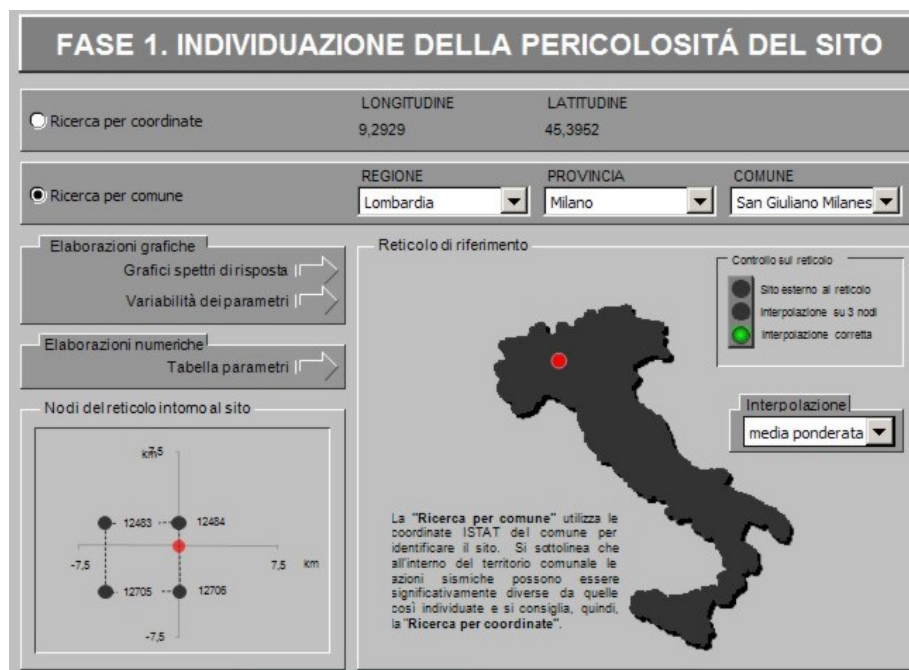 FASE 1. INDIVIDUAZIONE DELLA PERICOLOSITÁ DEL SITO
LONGITUDINE
LATITUDINE
Ricerca per coordinate
9,2929
45,3952
REGIONE
PROVINCIA
COMUNE
Ricerca per comune
Lombardia
Milano
San Giuliano Milanes
Elaborazioni grafiche
Grafici spettri di risposta
Variabilità dei parametri
Elaborazioni numeriche
Tabella parametri
Nodi del reticolo intorno al sito
km
7,5
12483
12484
-7,5
7,5
km
12705
12706
-7,5
Reticolo di riferimento
Controllo sul reticolo
Sito esterno al reticolo
Interpolazione su 3 nodi
Interpolazione corretta
Interpolazione
media ponderata
La "Ricerca per comune" utilizza le
coordinate ISTAT del comune per
identificare il sito. Si sottolinea che
all'interno del territorio comunale le
azioni sismiche possono essere
significativamente diverse da quelle
così individuate e si consiglia, quindi,
la "Ricerca per coordinate".